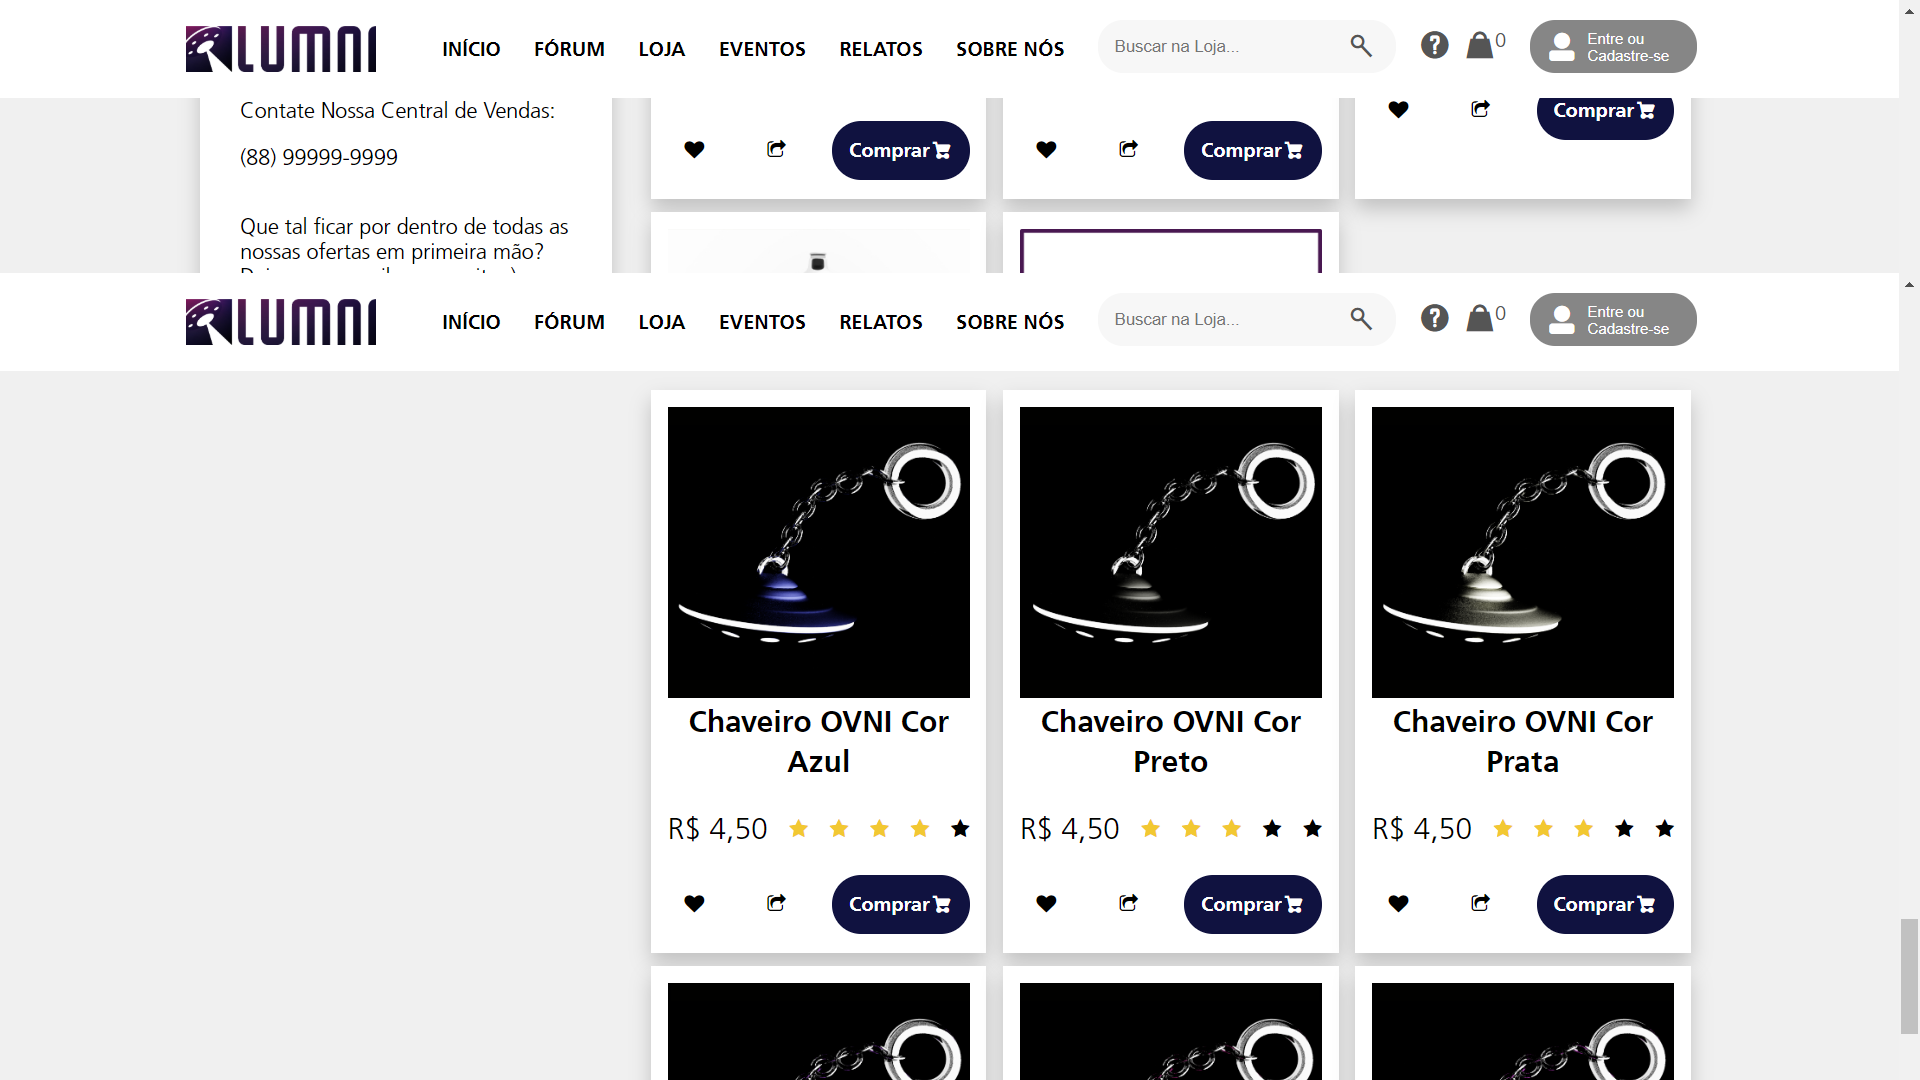 LUMNI
INÍCIO
FÓRUM
LOJA
EVENTOS
RELATOS
SOBRE NÓS
Buscar na Loja...
0
Entre ou
Cadastre-se
Contate Nossa Central de Vendas:
(88) 99999-9999
Que tal ficar por dentro de todas as
nossas ofertas em primeira mão?
Comprar
Comprar
Comprar
LUMNI
INÍCIO
FÓRUM
LOJA
EVENTOS
RELATOS
SOBRE NÓS
Buscar na Loja...
0
Entre ou
Cadastre-se
Chaveiro OVNI Cor
Azul
R$ 4,50
Comprar
Chaveiro OVNI Cor
Preto
R$ 4,50
Comprar
Chaveiro OVNI Cor
Prata
R$ 4,50
Comprar